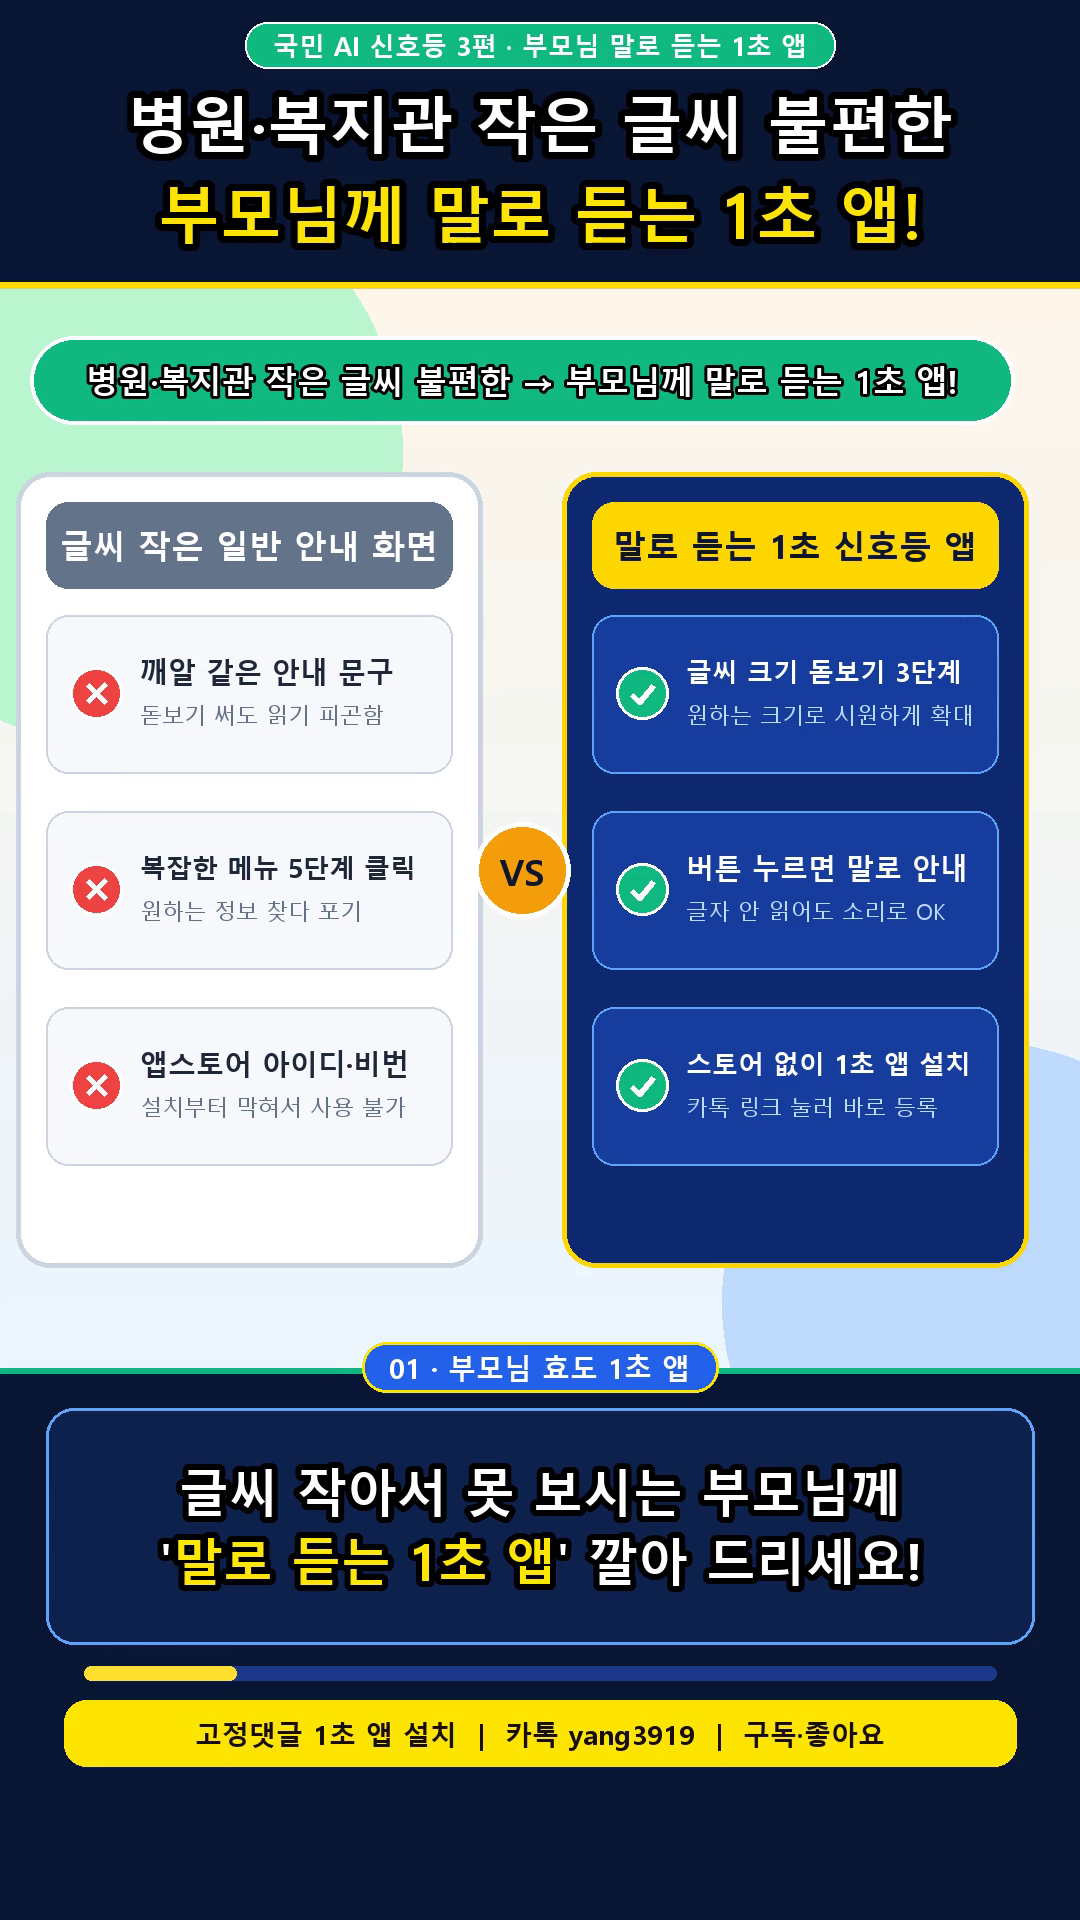 국민 AI 신호등 3편 · 부모님 말로 듣는 1초 앱
병원·복지관 작은 글씨 불편한
부모님께 말로 듣는 1초 앱!
병원·복지관 작은 글씨 불편한 → 부모님께 말로 듣는 1초 앱!
글씨 작은 일반 안내 화면
깨알 같은 안내 문구
돋보기 써도 읽기 피곤함
복잡한 메뉴 5단계 클릭
원하는 정보 찾다 포기
앱스토어 아이디·비번
설치부터 막혀서 사용 불가
VS
말로 듣는 1초 신호등 앱
글씨 크기 돋보기 3단계
원하는 크기로 시원하게 확대
버튼 누르면 말로 안내
글자 안 읽어도 소리로 OK
스토어 없이 1초 앱 설치
카톡 링크 눌러 바로 등록
01 · 부모님 효도 1초 앱
글씨 작아서 못 보시는 부모님께
'말로 듣는 1초 앱' 깔아 드리세요!
고정댓글 1초 앱 설치 | 카톡 yang3919 | 구독·좋아요